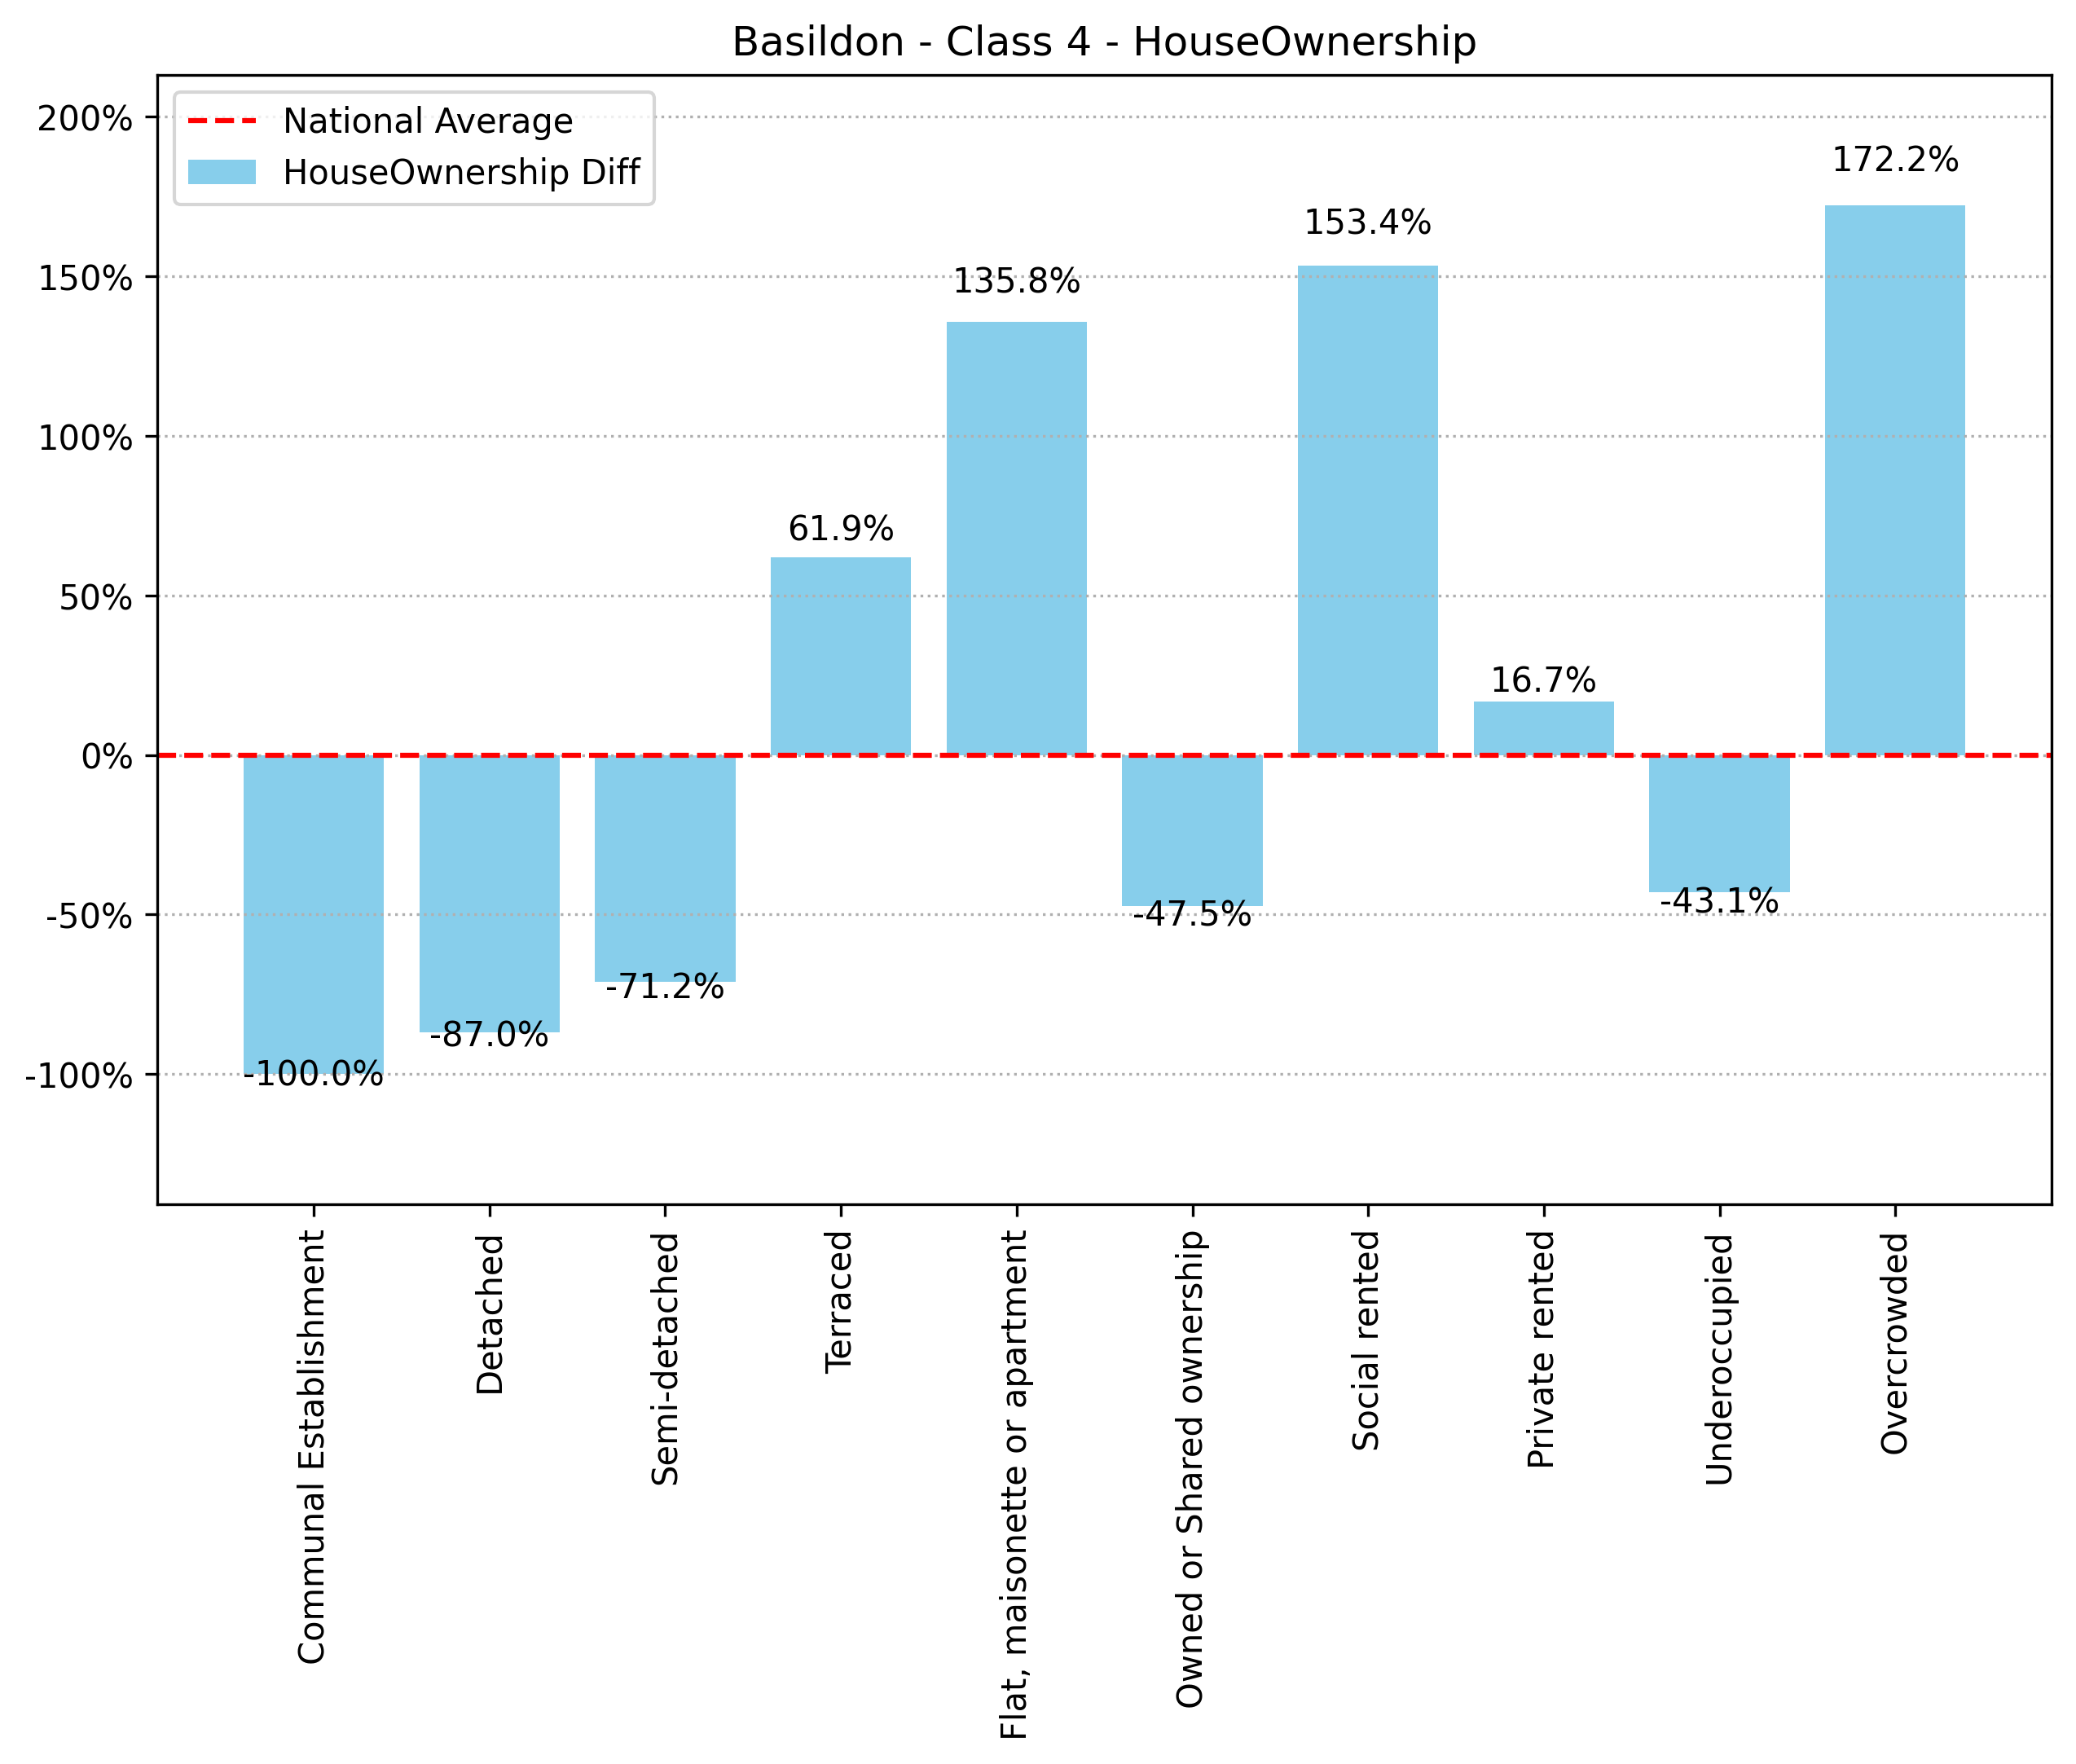 Basildon - Class 4 - HouseOwnership
National Average
HouseOwnership Diff
200%
150%
100%
50%
0%
-50%
-100%
-100.0%
-87.0%
-71.2%
61.9%
135.8%
-47.5%
153.4%
16.7%
-43.1%
172.2%
Communal Establishment
Detached
Semi-detached
Terraced
Flat, maisonette or apartment
Owned or Shared ownership
Social rented
Private rented
Underoccupied
Overcrowded